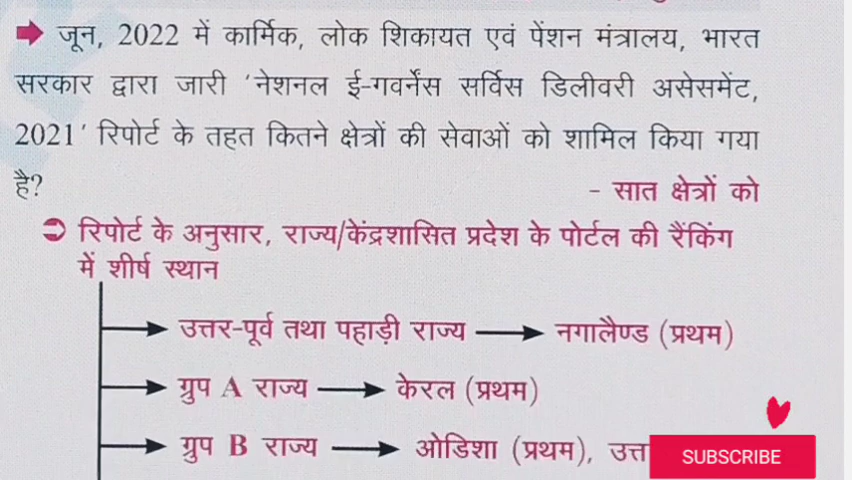 ➡ जून, 2022 में कार्मिक, लोक शिकायत एवं पेंशन मंत्रालय, भारत
सरकार द्वारा जारी ‘नेशनल ई-गवर्नेंस सर्विस डिलीवरी असेसमेंट,
2021’ रिपोर्ट के तहत कितने क्षेत्रों की सेवाओं को शामिल किया गया
है? - सात क्षेत्रों को
➲ रिपोर्ट के अनुसार, राज्य/केंद्रशासित प्रदेश के पोर्टल की रैंकिंग
में शीर्ष स्थान
उत्तर-पूर्व तथा पहाड़ी राज्य → नगालैण्ड (प्रथम)
ग्रुप A राज्य → केरल (प्रथम)
ग्रुप B राज्य → ओडिशा (प्रथम),
SUBSCRIBE